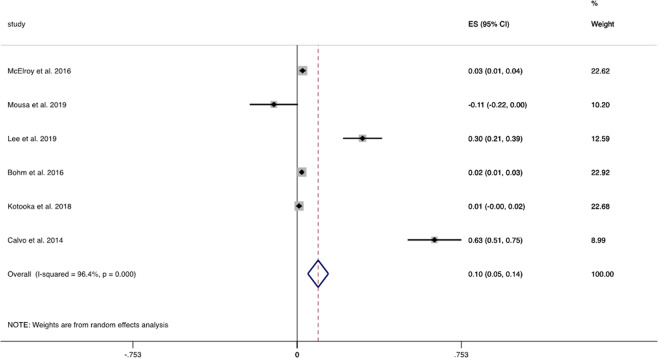 %
study ES (95% CI) Weight
McElroy et al. 2016 0.03 (0.01, 0.04) 22.62
Mousa et al. 2019 -0.11 (-0.22, 0.00) 10.20
Lee et al. 2019 0.30 (0.21, 0.39) 12.59
Bohm et al. 2016 0.02 (0.01, 0.03) 22.92
Kotooka et al. 2018 0.01 (-0.00, 0.02) 22.68
Calvo et al. 2014 0.63 (0.51, 0.75) 8.99
Overall (I-squared = 96.4%, p = 0.000) 0.10 (0.05, 0.14) 100.00
NOTE: Weights are from random effects analysis
-.753 0 .753